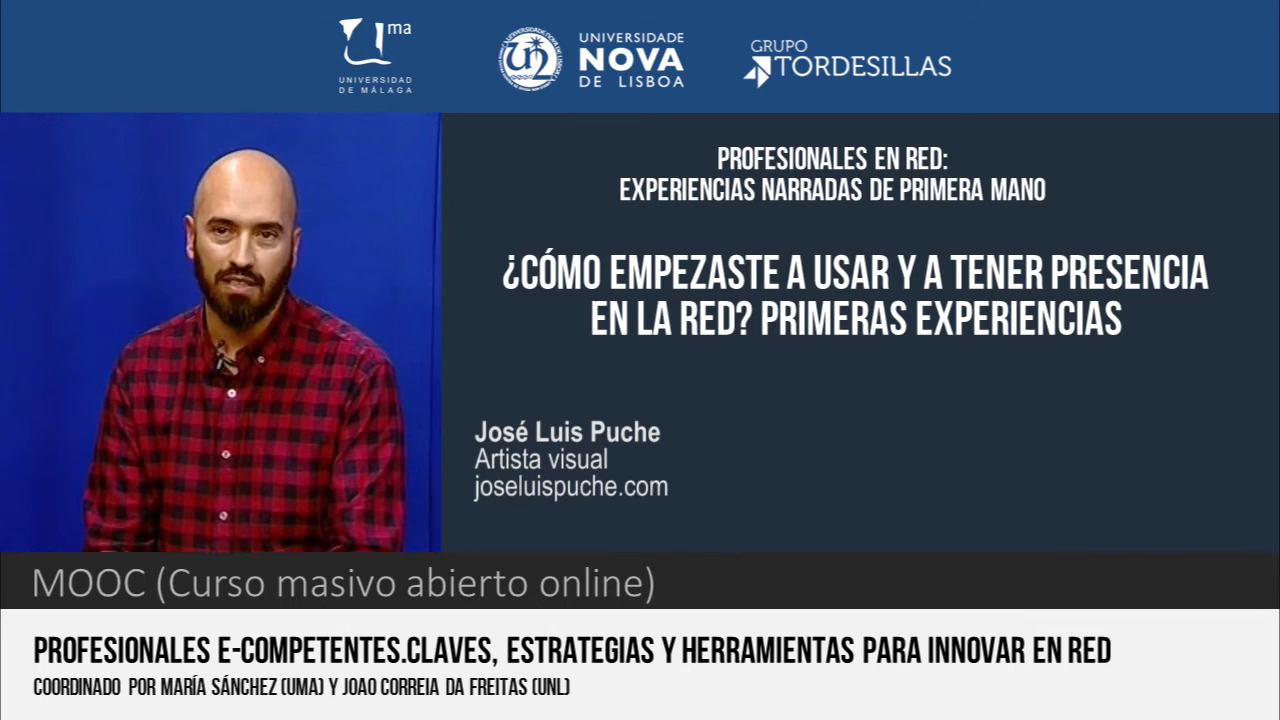 uma
UNIVERSIDAD
DE MÁLAGA
UNIVERSIDADE
NOVA
DE LISBOA
GRUPO
TORDESILLAS
PROFESIONALES EN RED:
EXPERIENCIAS NARRADAS DE PRIMERA MANO
¿CÓMO EMPEZASTE A USAR Y A TENER PRESENCIA
EN LA RED? PRIMERAS EXPERIENCIAS
José Luis Puche
Artista visual
joseluispuche.com
MOOC (Curso masivo abierto online)
PROFESIONALES E-COMPETENTES.CLAVES, ESTRATEGIAS Y HERRAMIENTAS PARA INNOVAR EN RED
COORDINADO POR MARÍA SÁNCHEZ (UMA) Y JOAO CORREIA DA FREITAS (UNL)